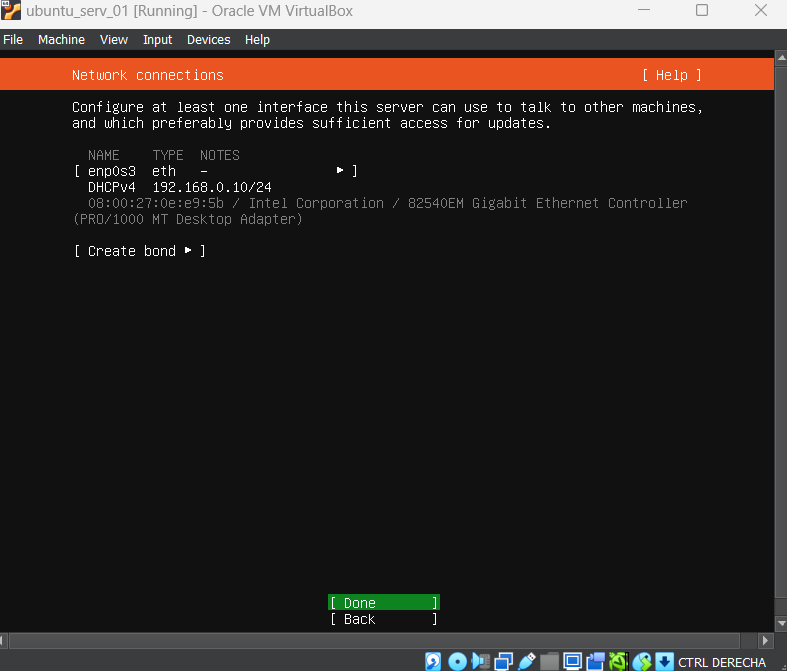 ubuntu_serv_01 [Running] - Oracle VM VirtualBox
File Machine View Input Devices Help
Network connections [ Help ]
Configure at least one interface this server can use to talk to other machines,
and which preferably provides sufficient access for updates.
NAME TYPE NOTES
[ enp0s3 eth - ▸ ]
DHCPv4 192.168.0.10/24
08:00:27:0e:e9:5b / Intel Corporation / 82540EM Gigabit Ethernet Controller
(PRO/1000 MT Desktop Adapter)
[ Create bond ▸ ]
[ Done ]
[ Back ]
CTRL DERECHA